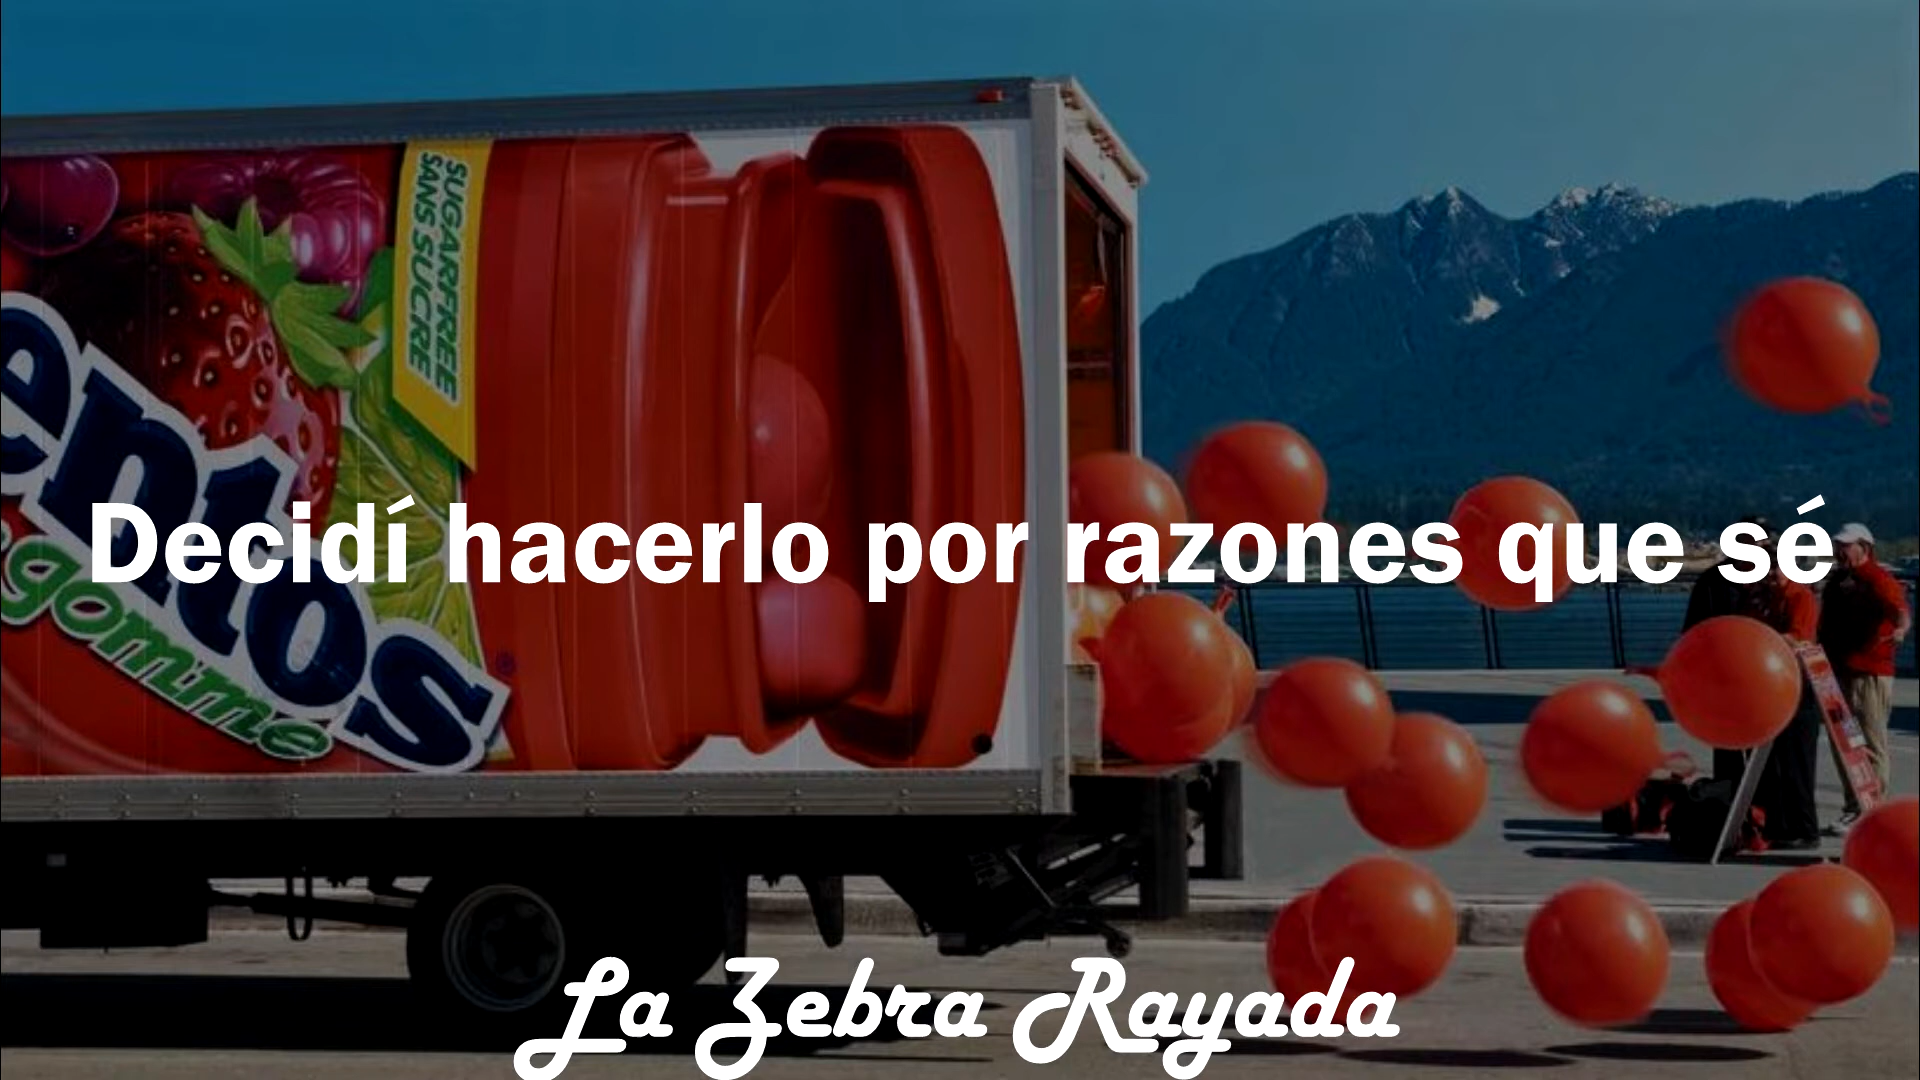 SUGARFREE
SANS SUCRE
entos
gomme
Decidí hacerlo por razones que sé
La Zebra Rayada